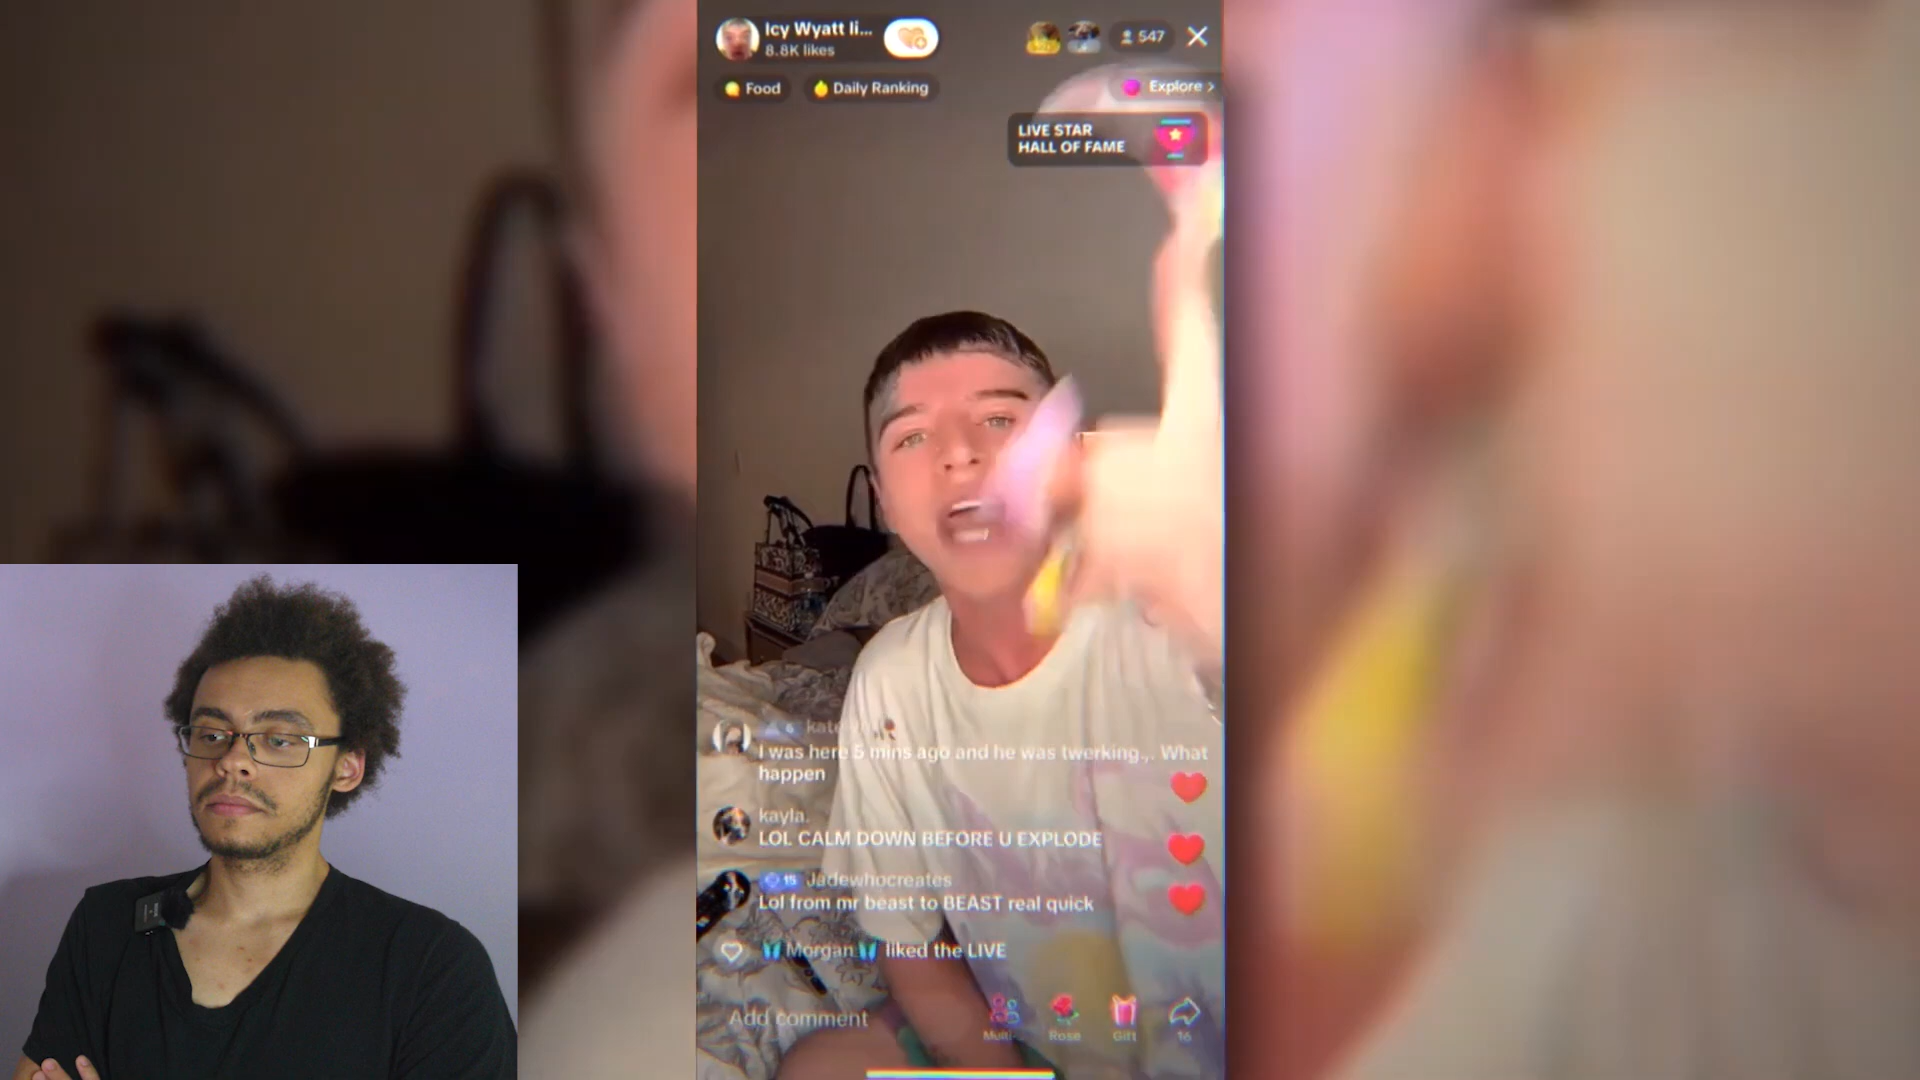 Icy Wyatt li...
8.8K likes
547
Food
Daily Ranking
Explore >
LIVE STAR
HALL OF FAME
6
I was here 5 mins ago and he was twerking.,. What
happen
kayla.
LOL CALM DOWN BEFORE U EXPLODE
15 Jadewhocreates
Lol from mr beast to BEAST real quick
Morgan liked the LIVE
Add comment
Multi-...
Rose
Gift
16